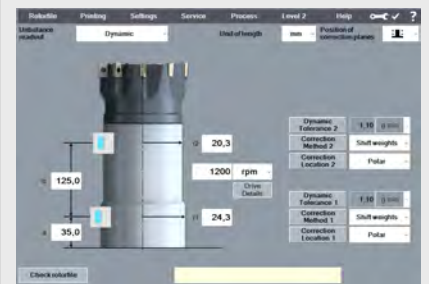 Rotorfile Printing Settings Service Process Level 2 Help ?
Unbalance readout Dynamic Unit of length mm Position of correction planes
20,3
1200 rpm
Drive Details
125,0
24,3
35,0
Dynamic Tolerance 2 1,10 g mm
Correction Method 2 Shift weights
Correction Location 2 Polar
Dynamic Tolerance 1 1,10 g mm
Correction Method 1 Shift weights
Correction Location 1 Polar
Check rotorfile